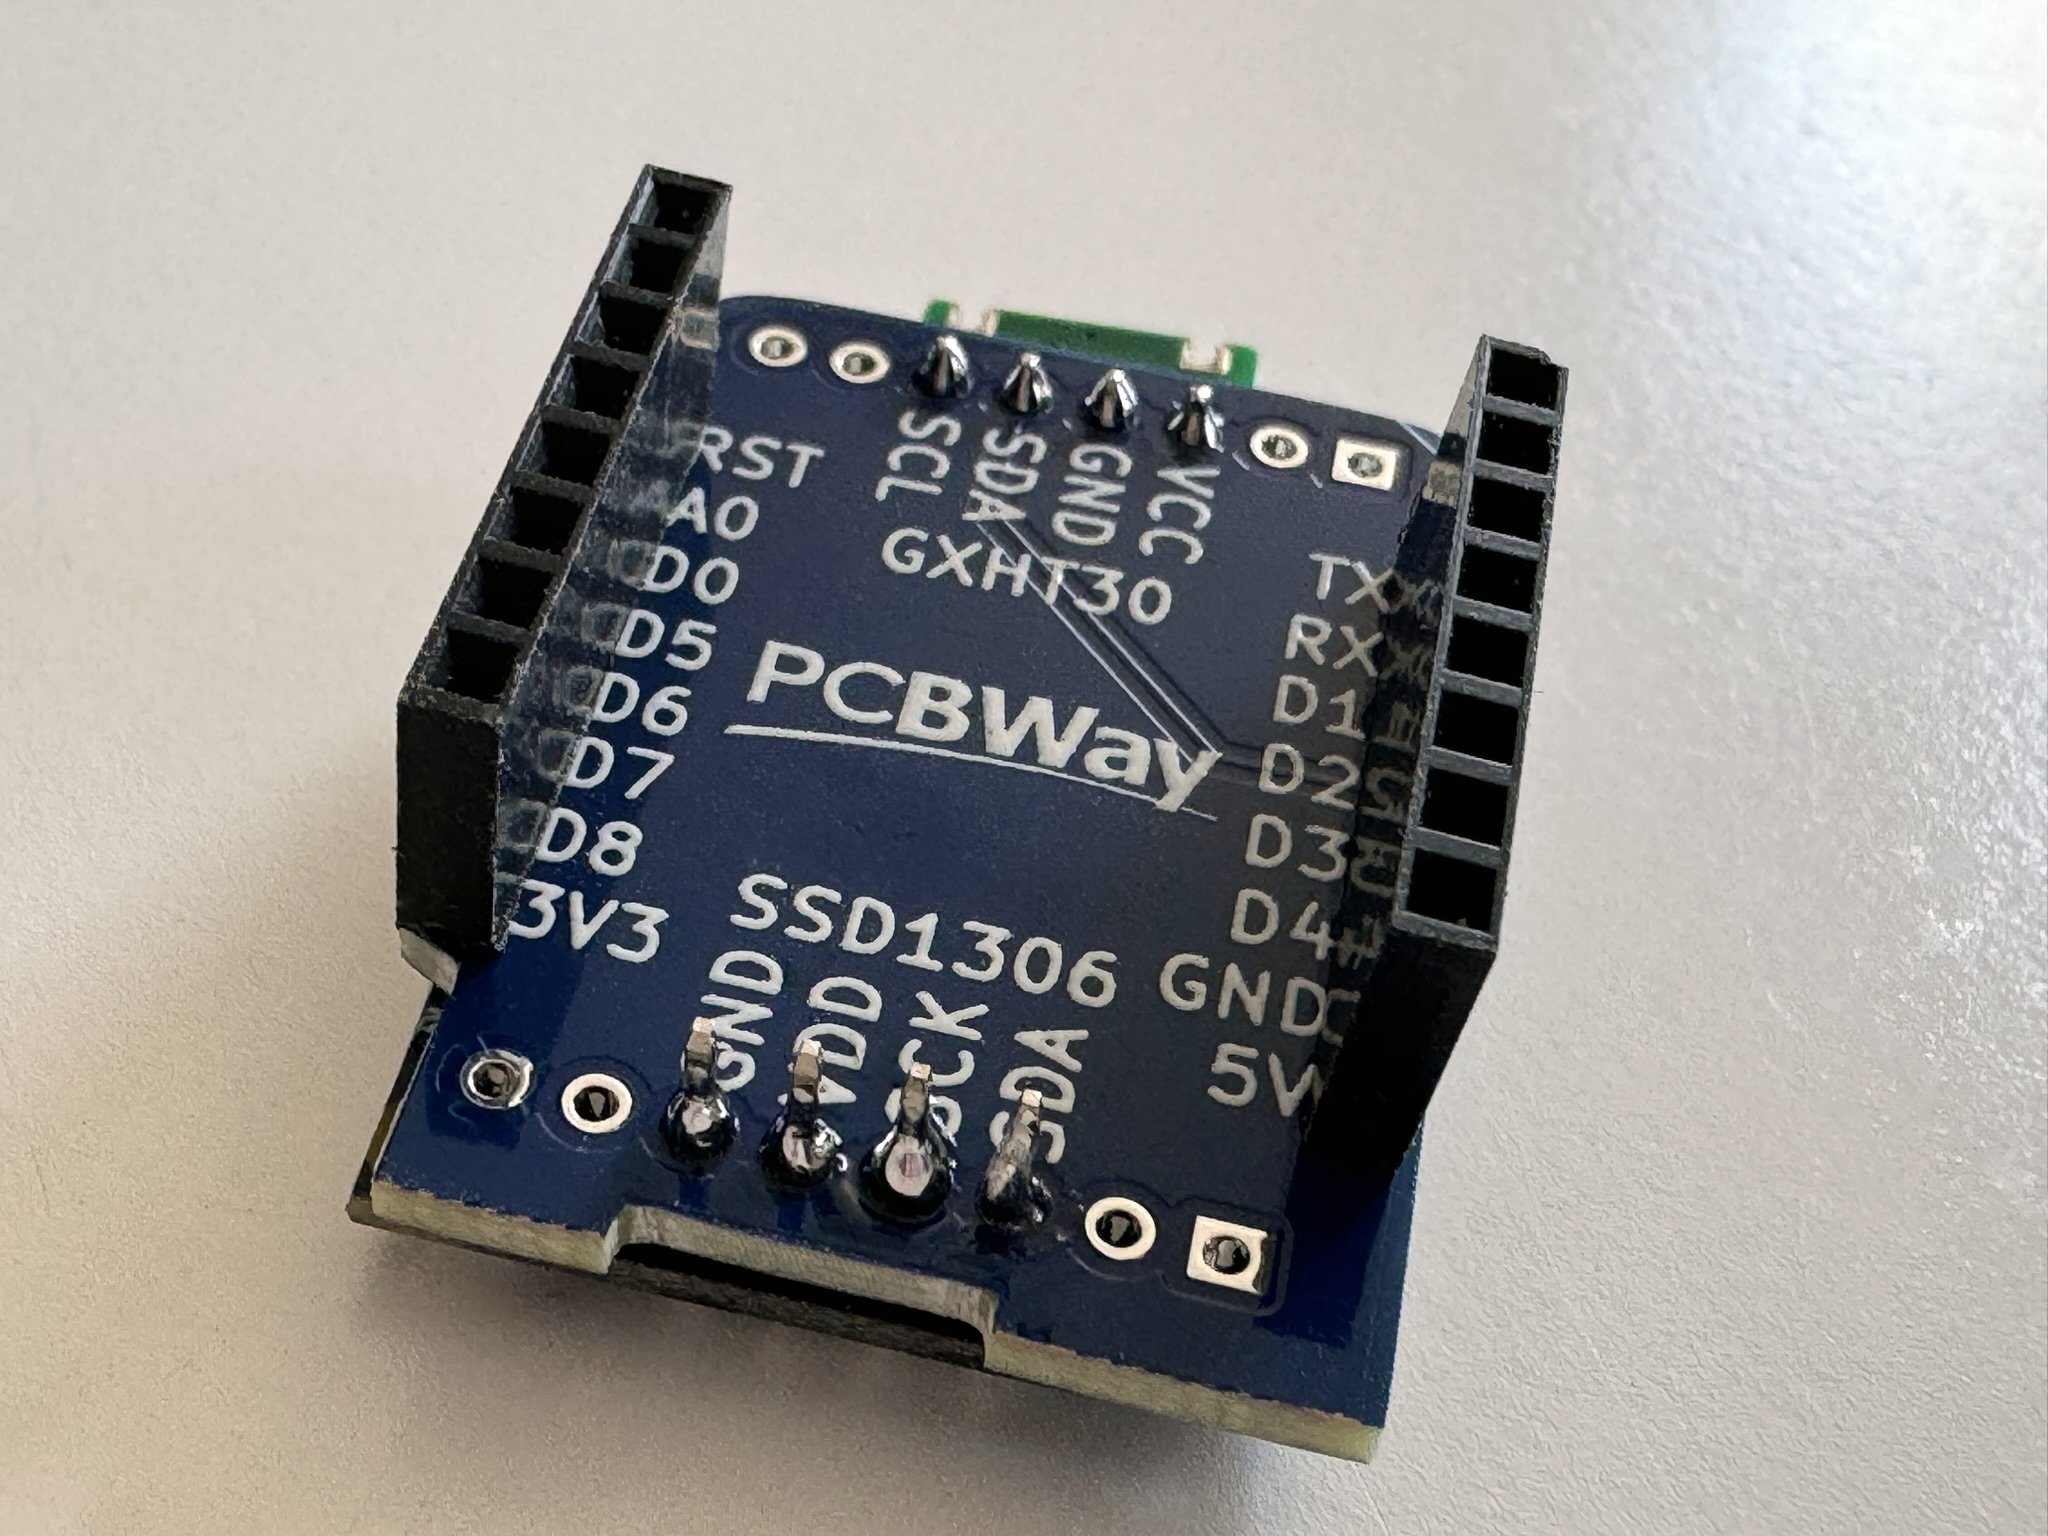 RST
A0
D0
D5
D6
D7
D8
3V3
SCL
SDA
GND
VCC
GXHT30
PCBWay
TX
RX
D1
D2
D3
D4
GND
5V
SSD1306
GND
VDD
SCK
SDA